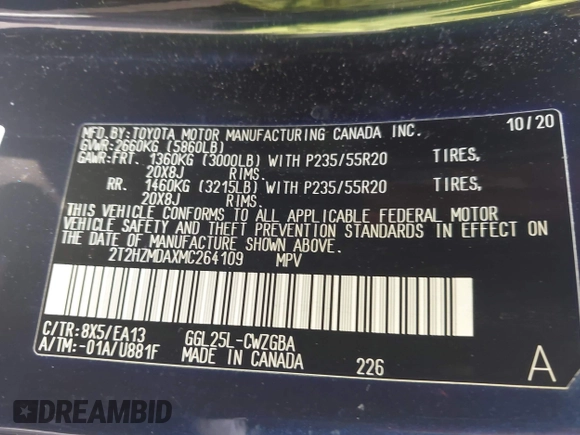 MFD. BY: TOYOTA MOTOR MANUFACTURING CANADA INC. 10/20
GVWR: 2660KG (5860LB)
GAWR: FRT. 1360KG (3000LB) WITH P235/55R20 TIRES,
20X8J RIMS.
RR. 1460KG (3215LB) WITH P235/55R20 TIRES,
20X8J RIMS.
THIS VEHICLE CONFORMS TO ALL APPLICABLE FEDERAL MOTOR
VEHICLE SAFETY AND THEFT PREVENTION STANDARDS IN EFFECT ON
THE DATE OF MANUFACTURE SHOWN ABOVE.
2T2HZMDAXMC264109 MPV
C/TR: 8X5/EA13 GGL25L-CWZGBA
A/TM: -01A/U881F MADE IN CANADA 226 A
DREAMBID